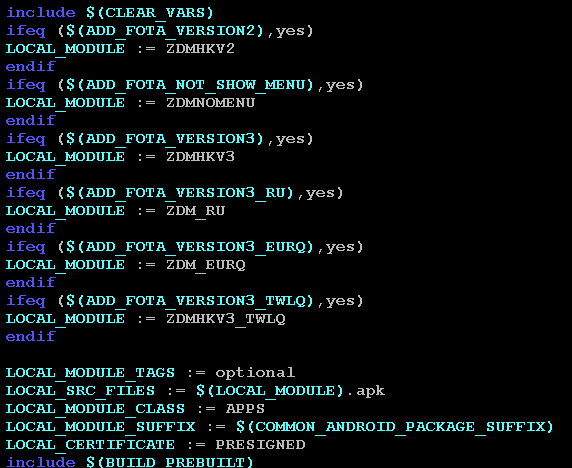 include $(CLEAR_VARS)
ifeq ($(ADD_FOTA_VERSION2),yes)
LOCAL_MODULE := ZDMHKV2
endif
ifeq ($(ADD_FOTA_NOT_SHOW_MENU),yes)
LOCAL_MODULE := ZDMNOMENU
endif
ifeq ($(ADD_FOTA_VERSION3),yes)
LOCAL_MODULE := ZDMHKV3
endif
ifeq ($(ADD_FOTA_VERSION3_RU),yes)
LOCAL_MODULE := ZDM_RU
endif
ifeq ($(ADD_FOTA_VERSION3_EURQ),yes)
LOCAL_MODULE := ZDM_EURQ
endif
ifeq ($(ADD_FOTA_VERSION3_TWLQ),yes)
LOCAL_MODULE := ZDMHKV3_TWLQ
endif

LOCAL_MODULE_TAGS := optional
LOCAL_SRC_FILES := $(LOCAL_MODULE).apk
LOCAL_MODULE_CLASS := APPS
LOCAL_MODULE_SUFFIX := $(COMMON_ANDROID_PACKAGE_SUFFIX)
LOCAL_CERTIFICATE := PRESIGNED
include $(BUILD_PREBUILT)